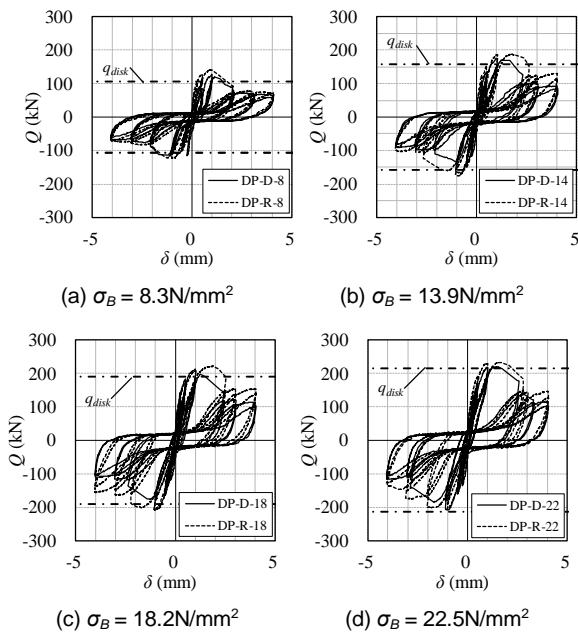 300
200
q_disk
100
0
-100
-200
-300
Q (kN)
DP-D-8
DP-R-8
-5 0 5
δ (mm)
(a) σ_B = 8.3N/mm²
300
200
q_disk
100
0
-100
-200
-300
Q (kN)
DP-D-14
DP-R-14
-5 0 5
δ (mm)
(b) σ_B = 13.9N/mm²
300
200
q_disk
100
0
-100
-200
-300
Q (kN)
DP-D-18
DP-R-18
-5 0 5
δ (mm)
(c) σ_B = 18.2N/mm²
300
200
q_disk
100
0
-100
-200
-300
Q (kN)
DP-D-22
DP-R-22
-5 0 5
δ (mm)
(d) σ_B = 22.5N/mm²